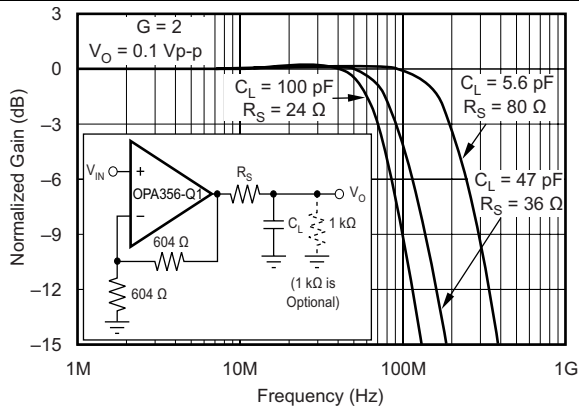 3
0
–3
–6
–9
–12
–15
Normalized Gain (dB)
G = 2
V_O = 0.1 Vp-p
C_L = 100 pF
R_S = 24 Ω
C_L = 5.6 pF
R_S = 80 Ω
C_L = 47 pF
R_S = 36 Ω
V_IN
+
–
OPA356-Q1
R_S
V_O
C_L
1 kΩ
604 Ω
604 Ω
(1 kΩ is
Optional)
1M
10M
100M
1G
Frequency (Hz)